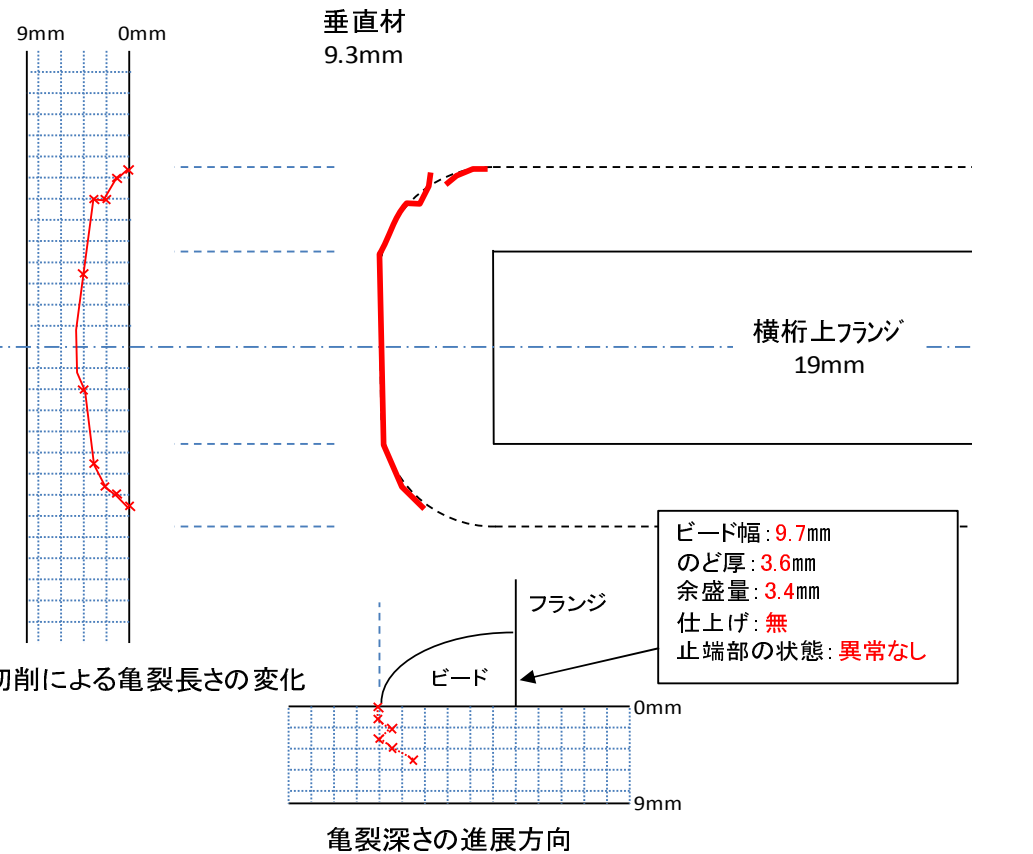 9mm
0mm
垂直材
9.3mm
横桁上フランジ
19mm
ビード幅:9.7mm
のど厚:3.6mm
余盛量:3.4mm
仕上げ:無
止端部の状態:異常なし
フランジ
ビード
切削による亀裂長さの変化
0mm
9mm
亀裂深さの進展方向